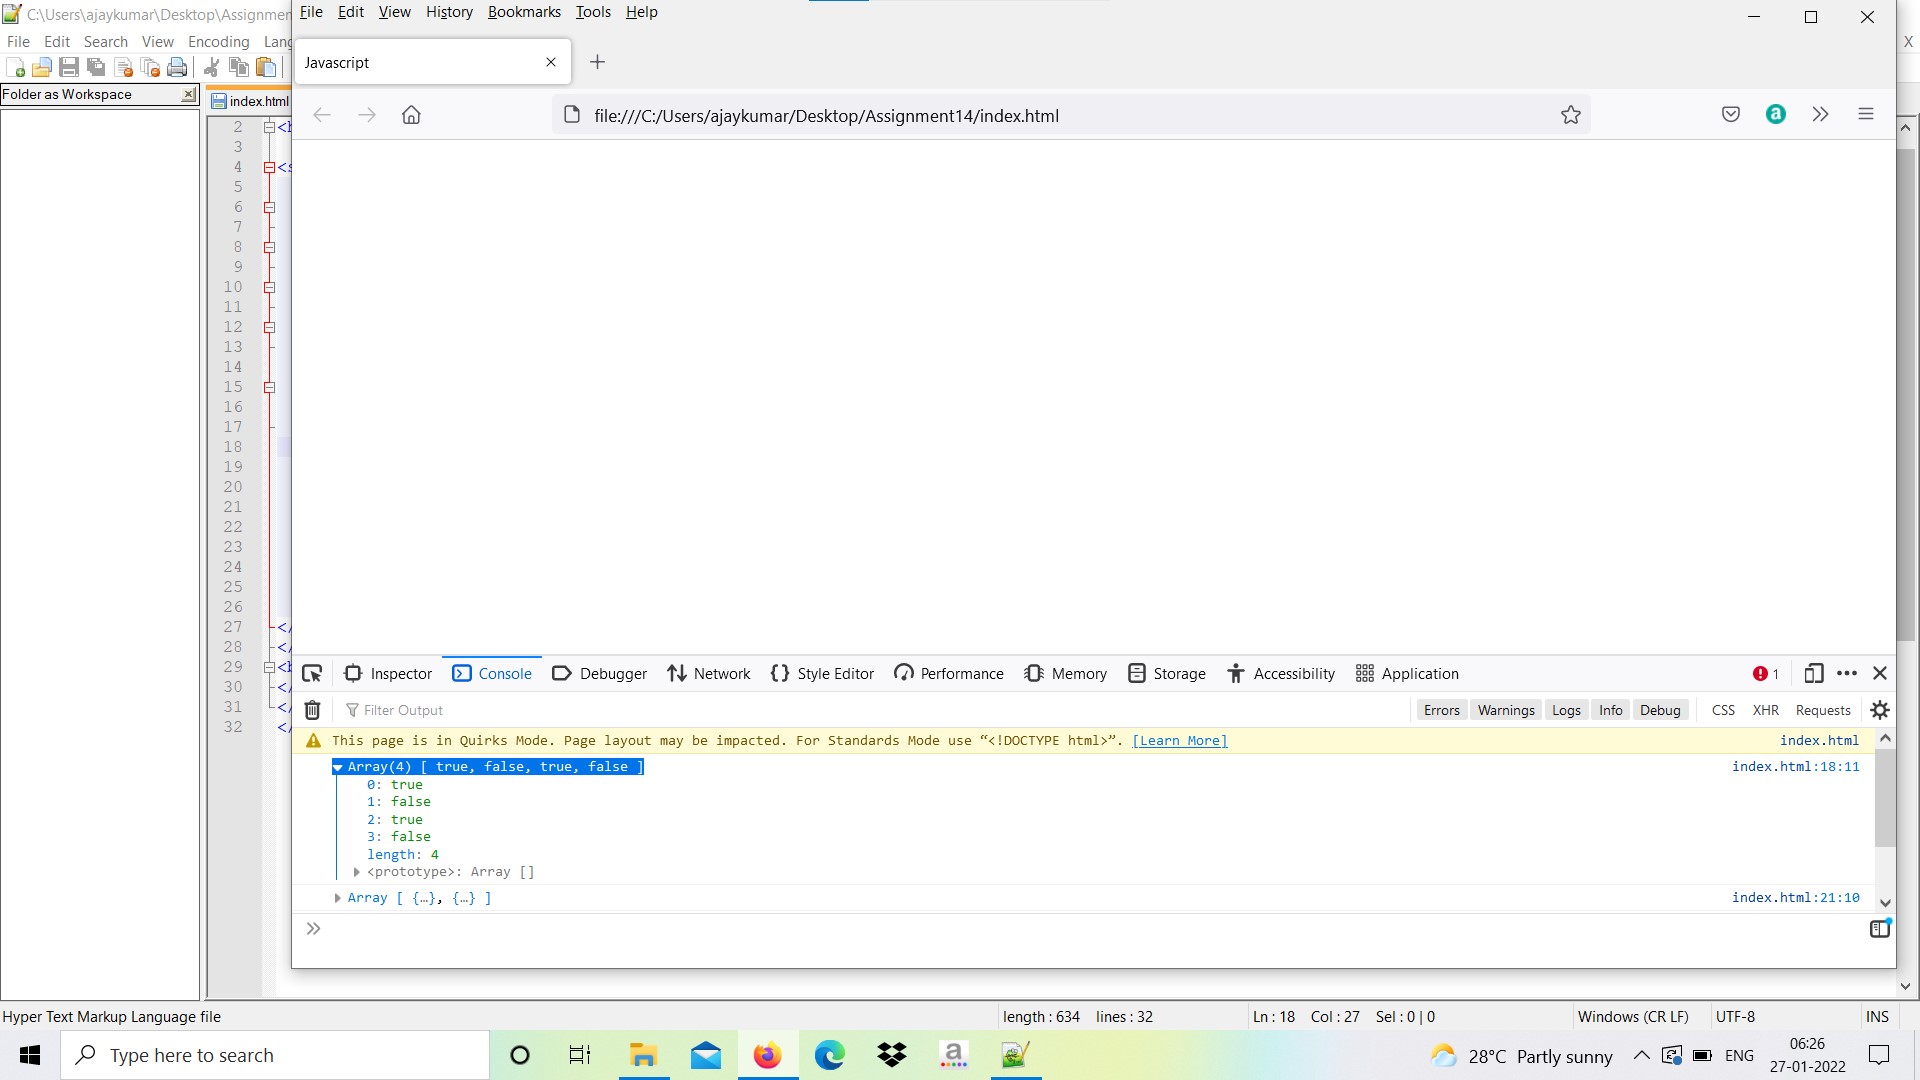 C:\Users\ajaykumar\Desktop\Assignmen
File Edit Search View Encoding Lang
X
Folder as Workspace
index.html
File Edit View History Bookmarks Tools Help
Javascript
file:///C:/Users/ajaykumar/Desktop/Assignment14/index.html
2 <h
3
4 <s
5
6
7
8
9
10
11
12
13
14
15
16
17
18
19
20
21
22
23
24
25
26
27 </
28 </
29 <b
30 </
31 </
32 </
Inspector Console Debugger Network Style Editor Performance Memory Storage Accessibility Application 1
Filter Output Errors Warnings Logs Info Debug CSS XHR Requests
This page is in Quirks Mode. Page layout may be impacted. For Standards Mode use “<!DOCTYPE html>”. [Learn More] index.html
Array(4) [ true, false, true, false ] index.html:18:11
0: true
1: false
2: true
3: false
length: 4
<prototype>: Array []
Array [ {…}, {…} ] index.html:21:10
Hyper Text Markup Language file length : 634 lines : 32 Ln : 18 Col : 27 Sel : 0 | 0 Windows (CR LF) UTF-8 INS
Type here to search
28°C Partly sunny ENG
06:26
27-01-2022